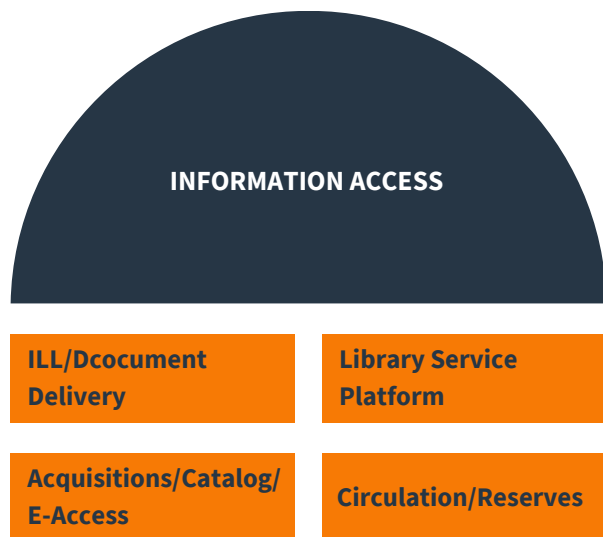 INFORMATION ACCESS
ILL/Dcocument
Delivery
Library Service
Platform
Acquisitions/Catalog/
E-Access
Circulation/Reserves